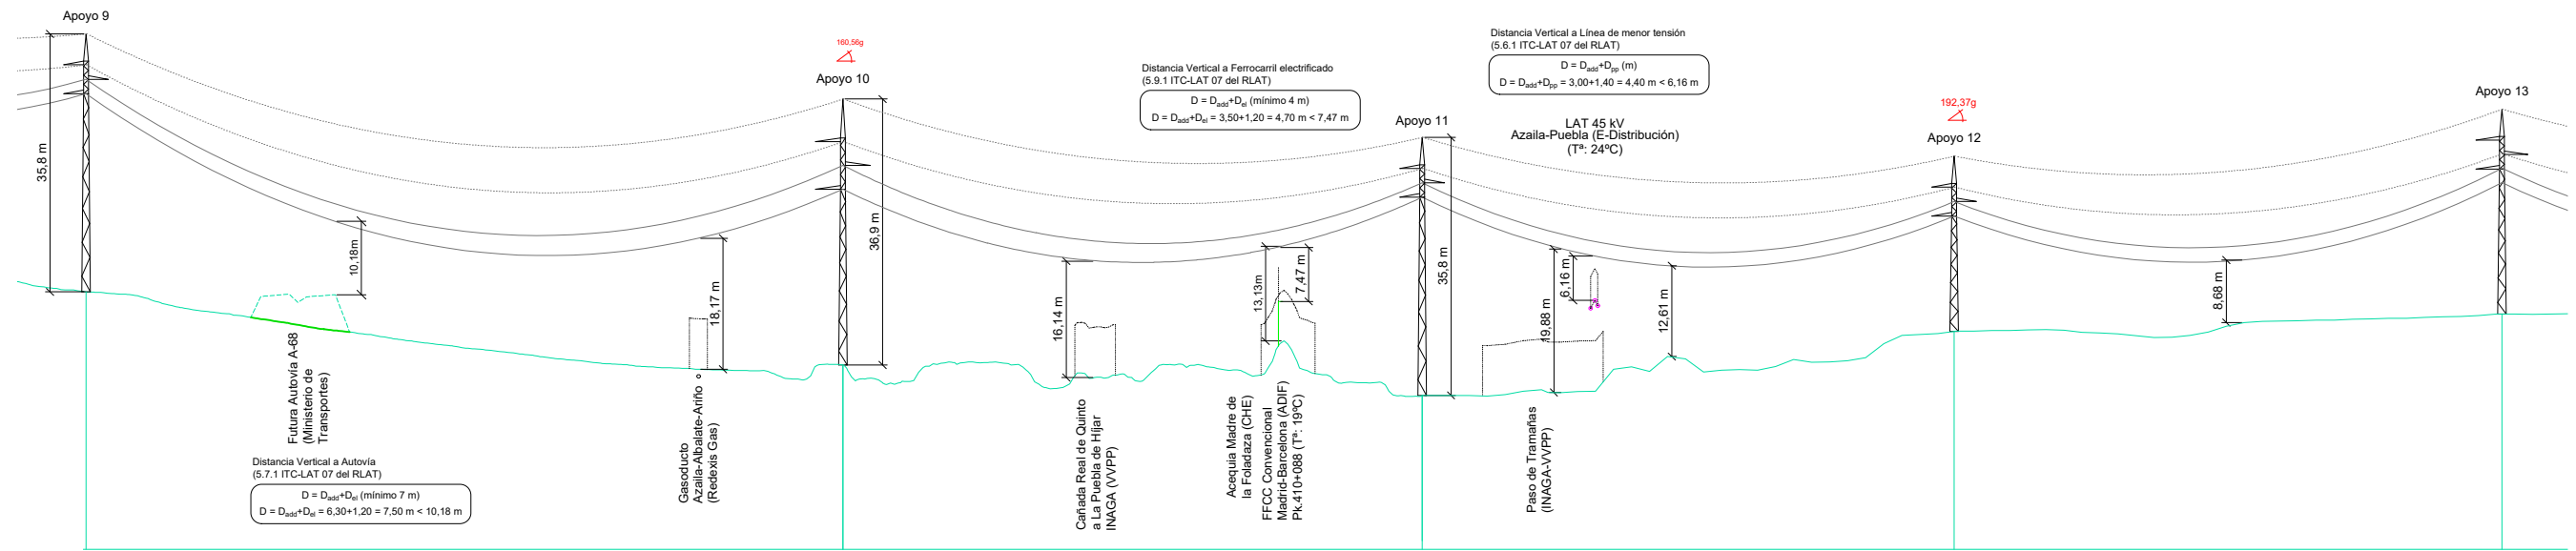 Apoyo 9
35,8 m
10,18m
Futura Autovía A-68
(Ministerio de
Transportes)
Distancia Vertical a Autovía
(5.7.1 ITC-LAT 07 del RLAT)
D = Dadd+Del (mínimo 7 m)
D = Dadd+Del = 6,30+1,20 = 7,50 m < 10,18 m
18,17 m
Gasoducto
Azaila-Albalate-Ariño
(Redexis Gas)
160,56g
Apoyo 10
36,9 m
16,14 m
Cañada Real de Quinto
a La Puebla de Híjar
INAGA (VVPP)
Distancia Vertical a Ferrocarril electrificado
(5.9.1 ITC-LAT 07 del RLAT)
D = Dadd+Del (mínimo 4 m)
D = Dadd+Del = 3,50+1,20 = 4,70 m < 7,47 m
13,13m
7,47 m
Acequia Madre de
la Foladaza (CHE)
FFCC Convencional
Madrid-Barcelona (ADIF)
Pk.410+088 (Tª: 19ºC)
Apoyo 11
35,8 m
Distancia Vertical a Línea de menor tensión
(5.6.1 ITC-LAT 07 del RLAT)
D = Dadd+Dpp (m)
D = Dadd+Dpp = 3,00+1,40 = 4,40 m < 6,16 m
LAT 45 kV
Azaila-Puebla (E-Distribución)
(Tª: 24ºC)
19,88 m
6,16 m
12,61 m
Paso de Tramañas
(INAGA-VVPP)
192,37g
Apoyo 12
8,68 m
Apoyo 13